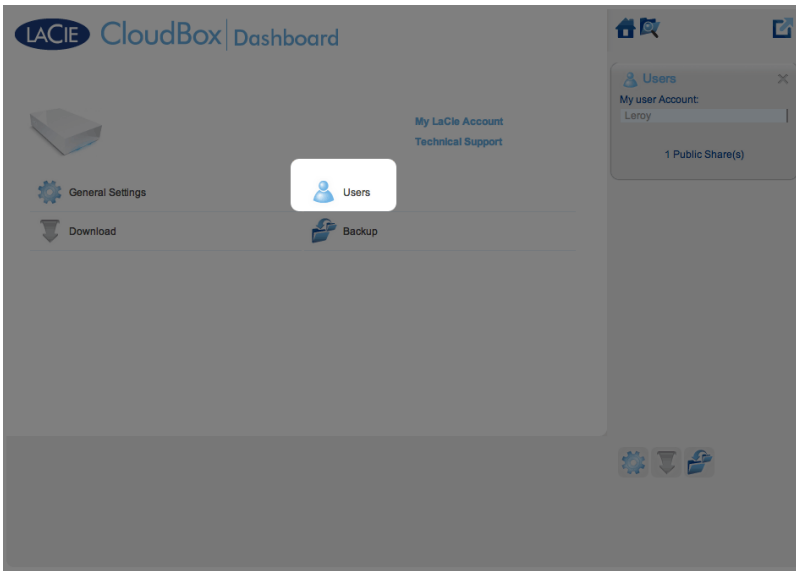 LACIE CloudBox Dashboard
My LaCie Account
Technical Support
General Settings
Users
Download
Backup
Users
My user Account:
Leroy
1 Public Share(s)